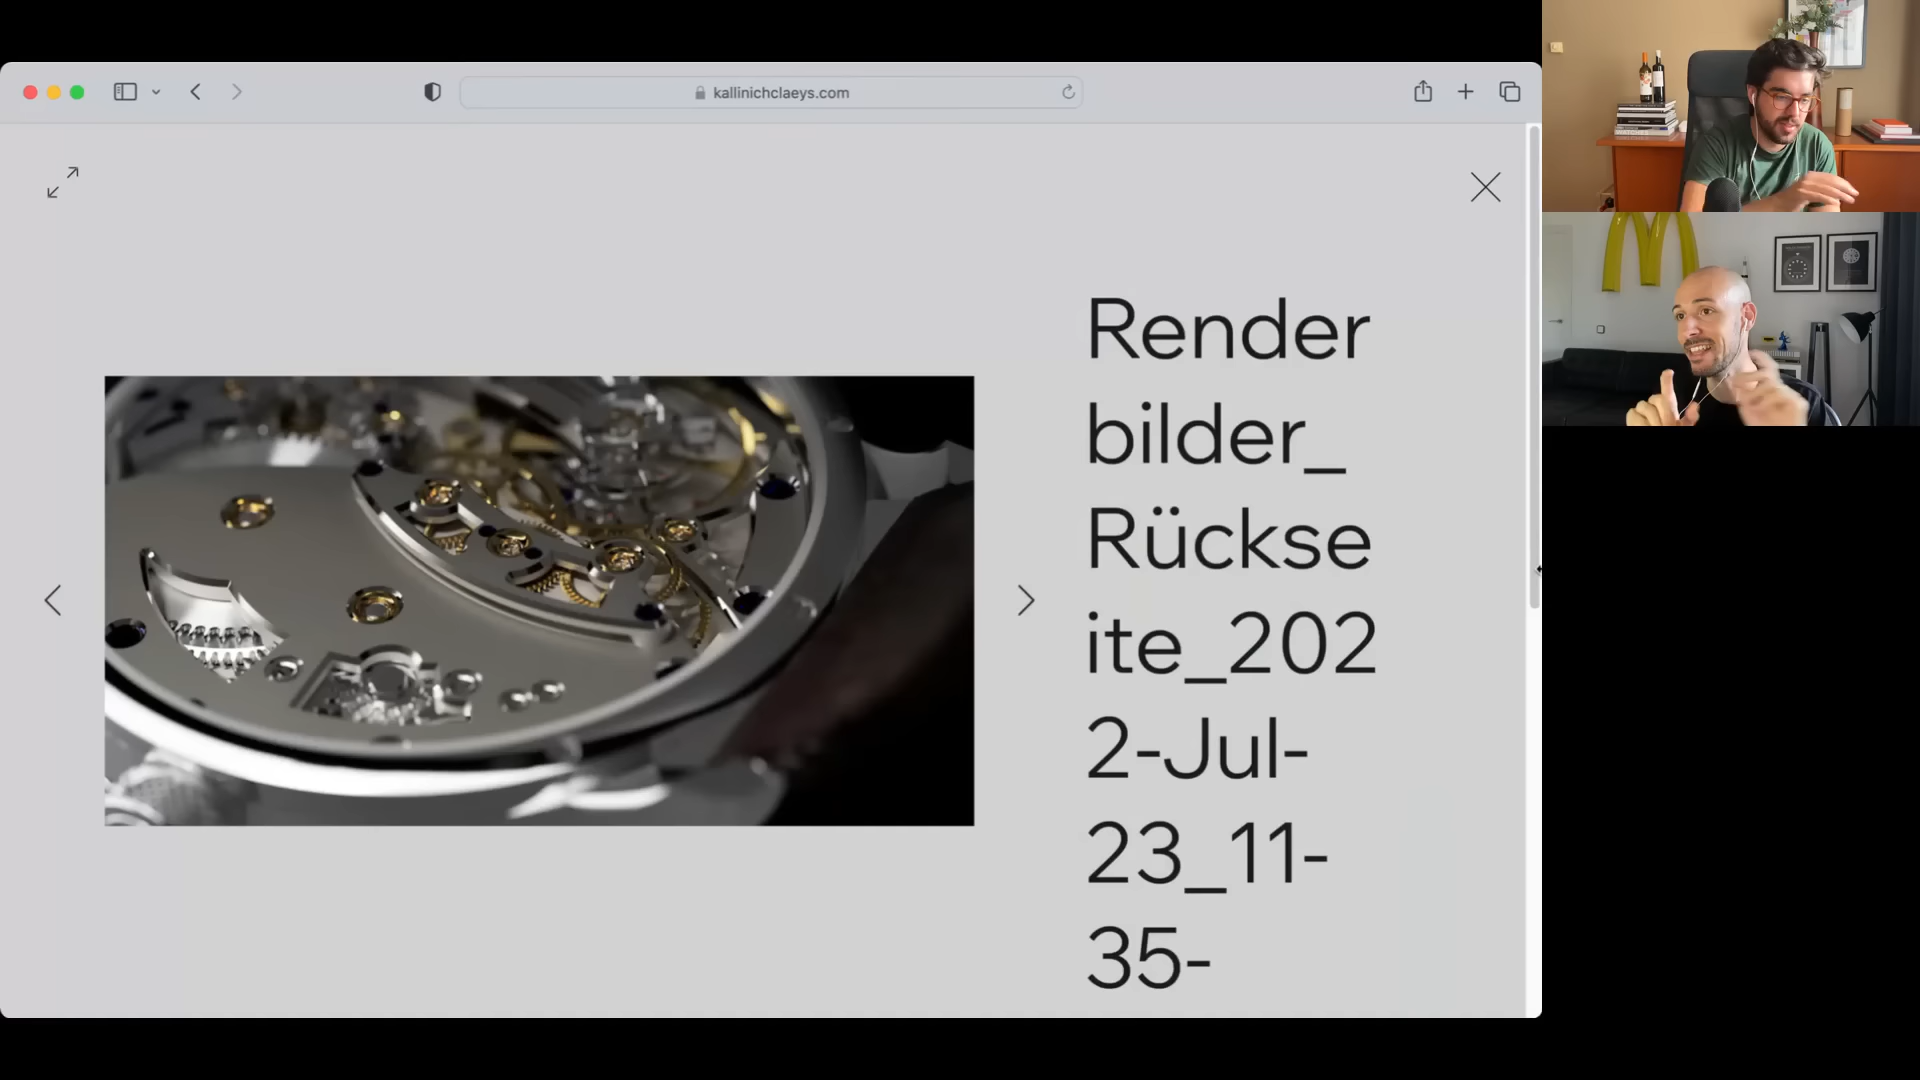 kallinichclaeys.com
Render
bilder_
Rückse
ite_202
2-Jul-
23_11-
35-